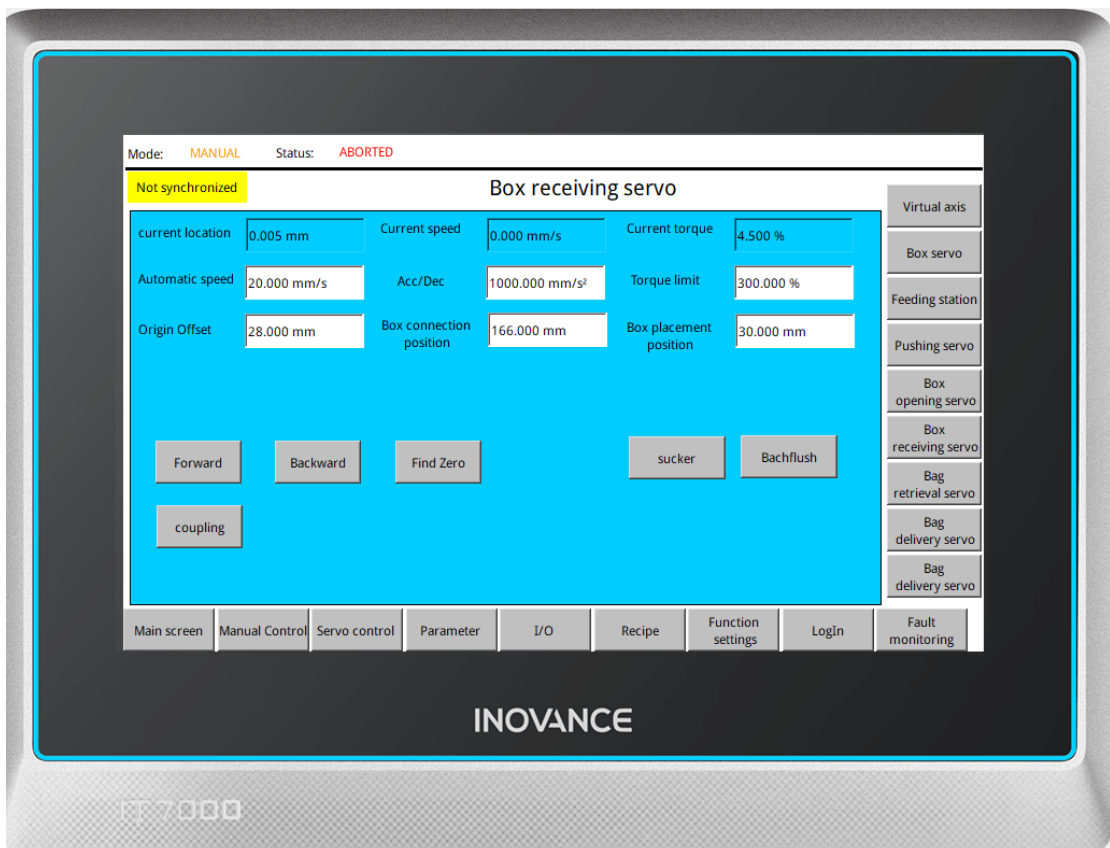 Mode: MANUAL Status: ABORTED
Not synchronized Box receiving servo
Virtual axis
current location 0.005 mm Current speed 0.000 mm/s Current torque 4.500 %
Box servo
Automatic speed 20.000 mm/s Acc/Dec 1000.000 mm/s² Torque limit 300.000 %
Feeding station
Origin Offset 28.000 mm Box connection
position 166.000 mm Box placement
position 30.000 mm
Pushing servo
Box
opening servo
Box
receiving servo
Forward Backward Find Zero sucker Bachflush
Bag
retrieval servo
coupling
Bag
delivery servo
Bag
delivery servo
Main screen Manual Control Servo control Parameter I/O Recipe Function
settings LogIn Fault
monitoring
INOVANCE
IT7000